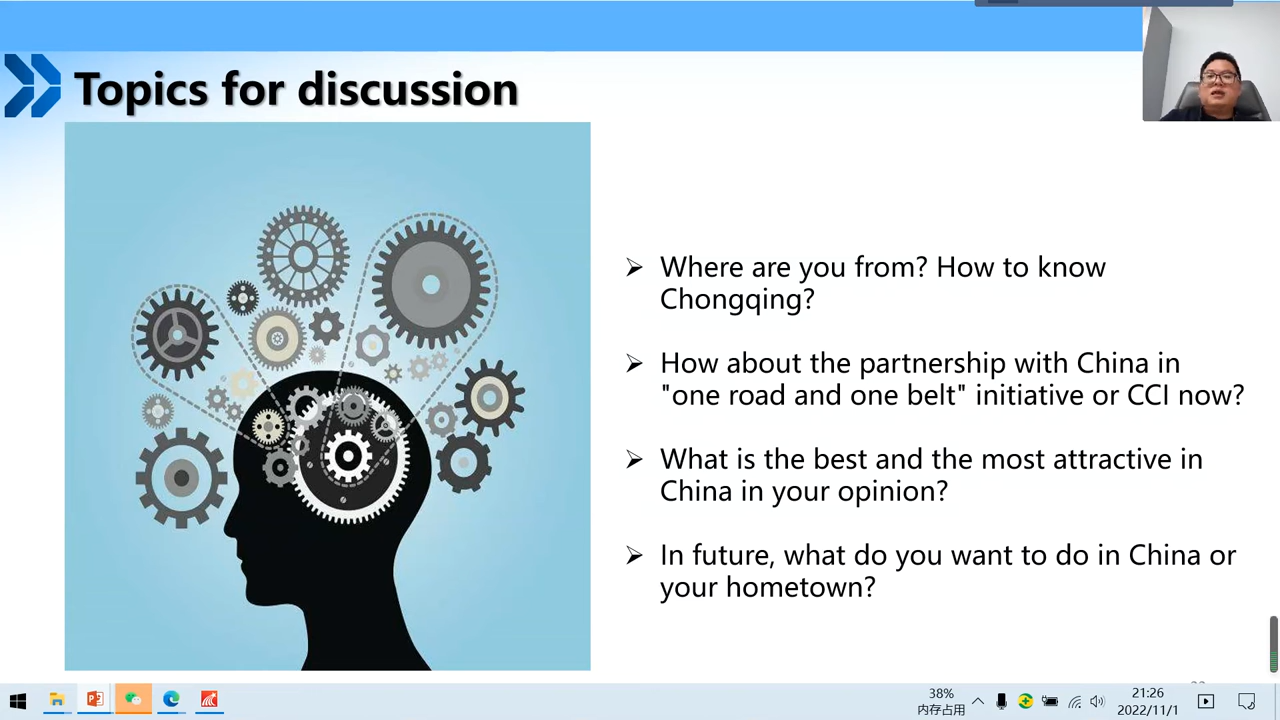 Topics for discussion
Where are you from? How to know
Chongqing?
How about the partnership with China in
"one road and one belt" initiative or CCI now?
What is the best and the most attractive in
China in your opinion?
In future, what do you want to do in China or
your hometown?
38%
内存占用
21:26
2022/11/1